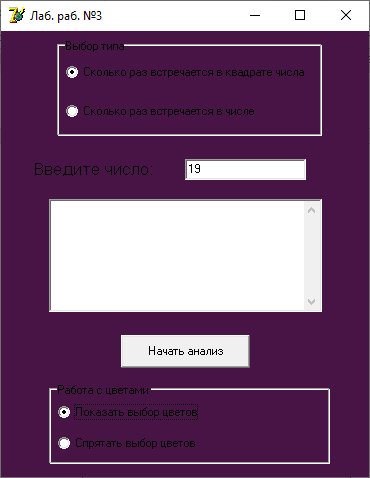 Лаб. раб. №3
Выбор типа
Сколько раз встречается в квадрате числа
Сколько раз встречается в числе
Введите число:
19
Начать анализ
Работа с цветами
Показать выбор цветов
Спрятать выбор цветов